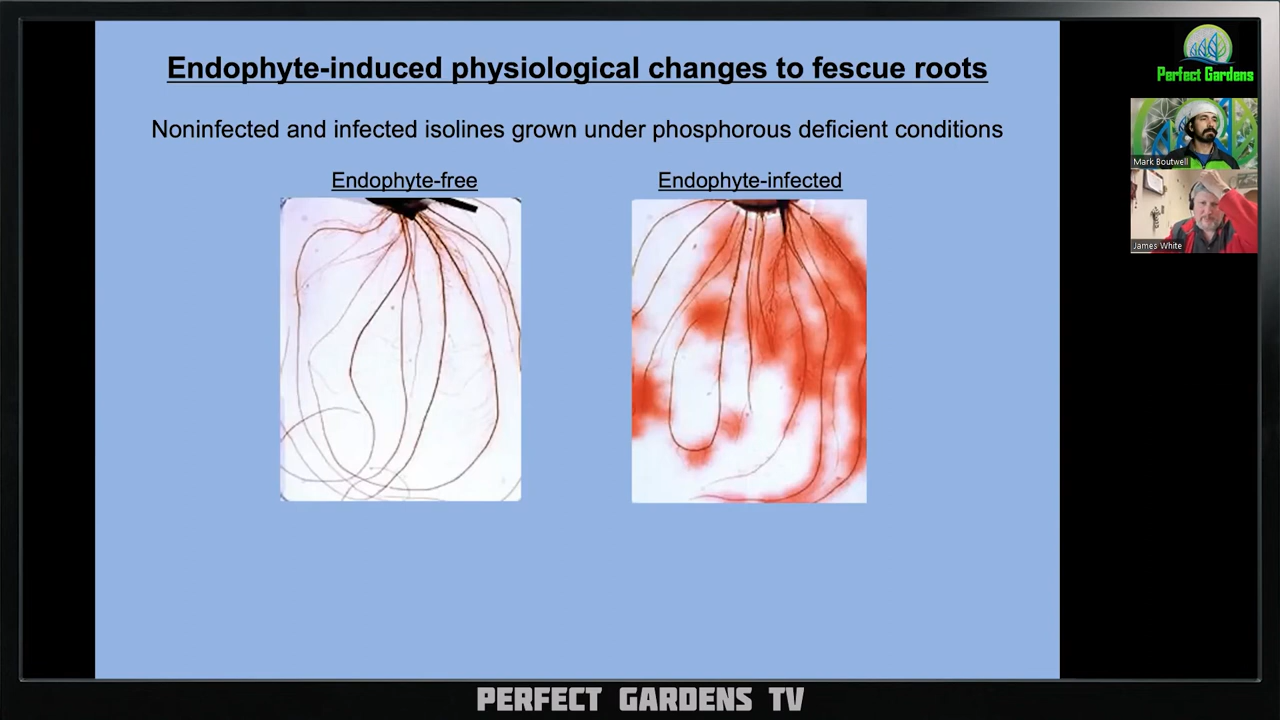 Endophyte-induced physiological changes to fescue roots
Noninfected and infected isolines grown under phosphorous deficient conditions
Endophyte-free
Endophyte-infected
Perfect Gardens
Mark Boutwell
James White
PERFECT GARDENS TV